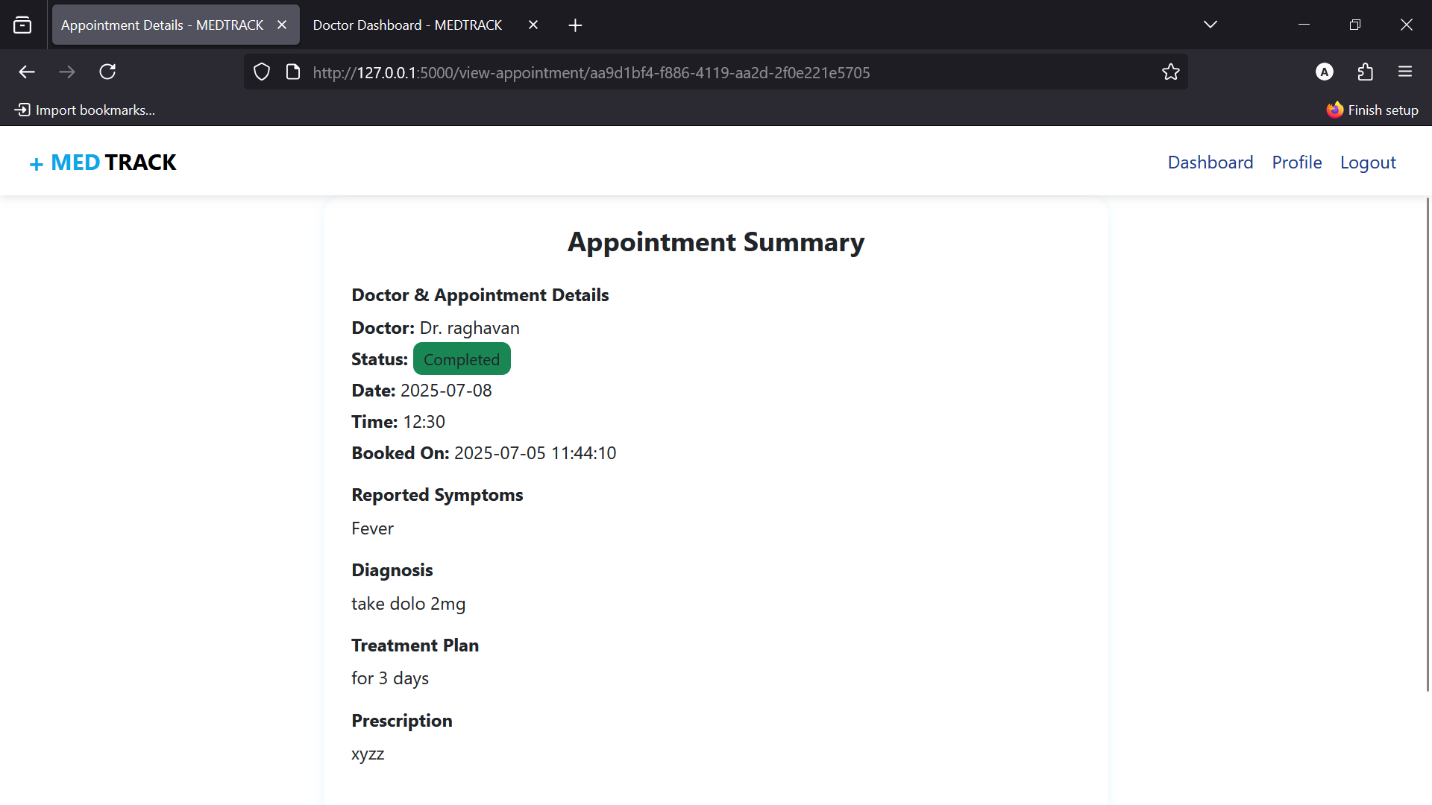 Appointment Details - MEDTRACK
Doctor Dashboard - MEDTRACK
http://127.0.0.1:5000/view-appointment/aa9d1bf4-f886-4119-aa2d-2f0e221e5705
A
Import bookmarks...
Finish setup
+ MED TRACK
Dashboard Profile Logout
Appointment Summary
Doctor & Appointment Details
Doctor: Dr. raghavan
Status: Completed
Date: 2025-07-08
Time: 12:30
Booked On: 2025-07-05 11:44:10
Reported Symptoms
Fever
Diagnosis
take dolo 2mg
Treatment Plan
for 3 days
Prescription
xyzz